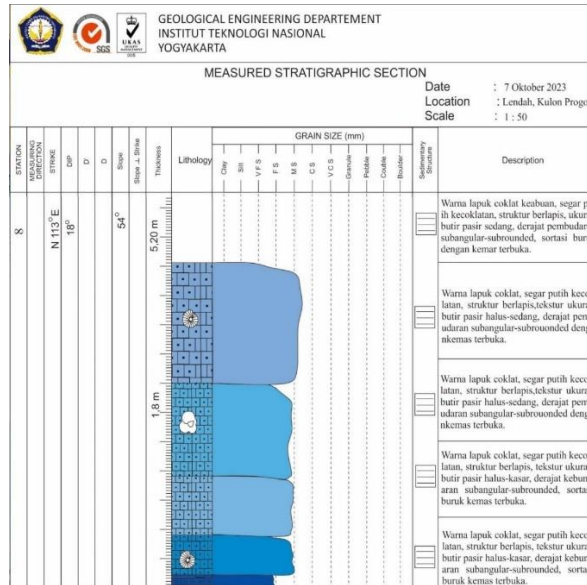 GEOLOGICAL ENGINEERING DEPARTEMENT
INSTITUT TEKNOLOGI NASIONAL
YOGYAKARTA
SGS
UKAS
MEASURED STRATIGRAPHIC SECTION
Date : 7 Oktober 2023
Location : Lendah, Kulon Progo
Scale : 1 : 50
STATION
MEASURING DIRECTION
STRIKE
DIP
D'
D
Slope
Slope ⊥ Strike
Thickness
Lithology
GRAIN SIZE (mm)
Clay
Silt
V F S
F S
M S
C S
V C S
Granule
Pebble
Couble
Boulder
Sedimentary Structure
Description
8
N 113°E
18°
54°
5,20 m
1,8 m
Warna lapuk coklat keabuan, segar p
ih kecoklatan, struktur berlapis, ukur
butir pasir sedang, derajat pembudar
subangular-subrounded, sortasi buru
dengan kemar terbuka.
Warna lapuk coklat, segar putih keco
latan, struktur berlapis,tekstur ukura
butir pasir halus-sedang, derajat pem
udaran subangular-subrouonded deng
nkemas terbuka.
Warna lapuk coklat, segar putih keco
latan, struktur berlapis,tekstur ukura
butir pasir halus-sedang, derajat pem
udaran subangular-subrouonded deng
nkemas terbuka.
Warna lapuk coklat, segar putih keco
latan, struktur berlapis, tekstur ukura
butir pasir halus-kasar, derajat kebun
aran subangular-subrounded, sorta
buruk kemas terbuka.
Warna lapuk coklat, segar putih keco
latan, struktur berlapis, tekstur ukura
butir pasir halus-kasar, derajat kebun
aran subangular-subrounded, sorta
buruk kemas terbuka.